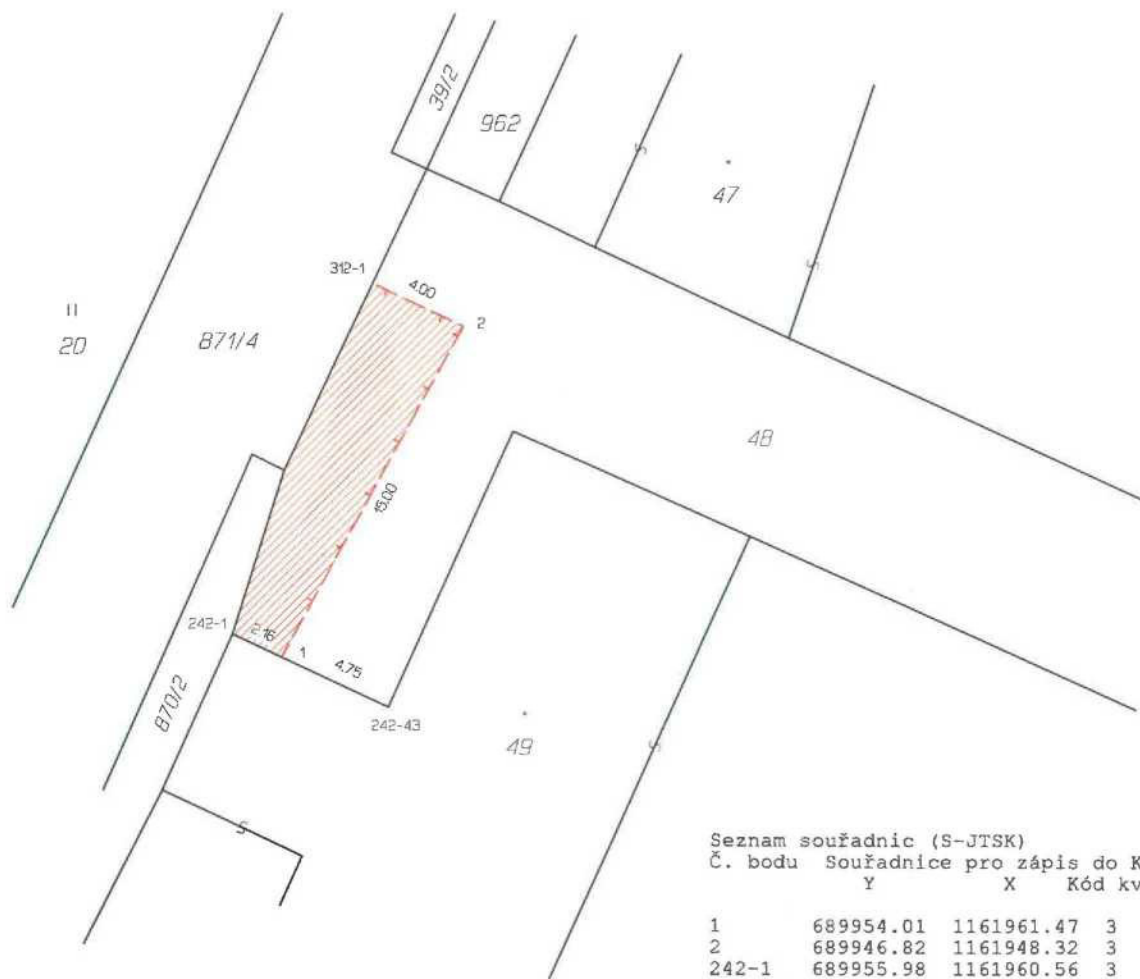 39/2
962
47
S
S
312-1
4.00
2
II
20
871/4
48
15.00
242-1
2.16
1
4.75
870/2
242-43
49
S
S
Seznam souřadnic (S-JTSK)
Č. bodu Souřadnice pro zápis do K
Y X Kód kv
1 689954.01 1161961.47 3
2 689946.82 1161948.32 3
242-1 689955.98 1161960.56 3